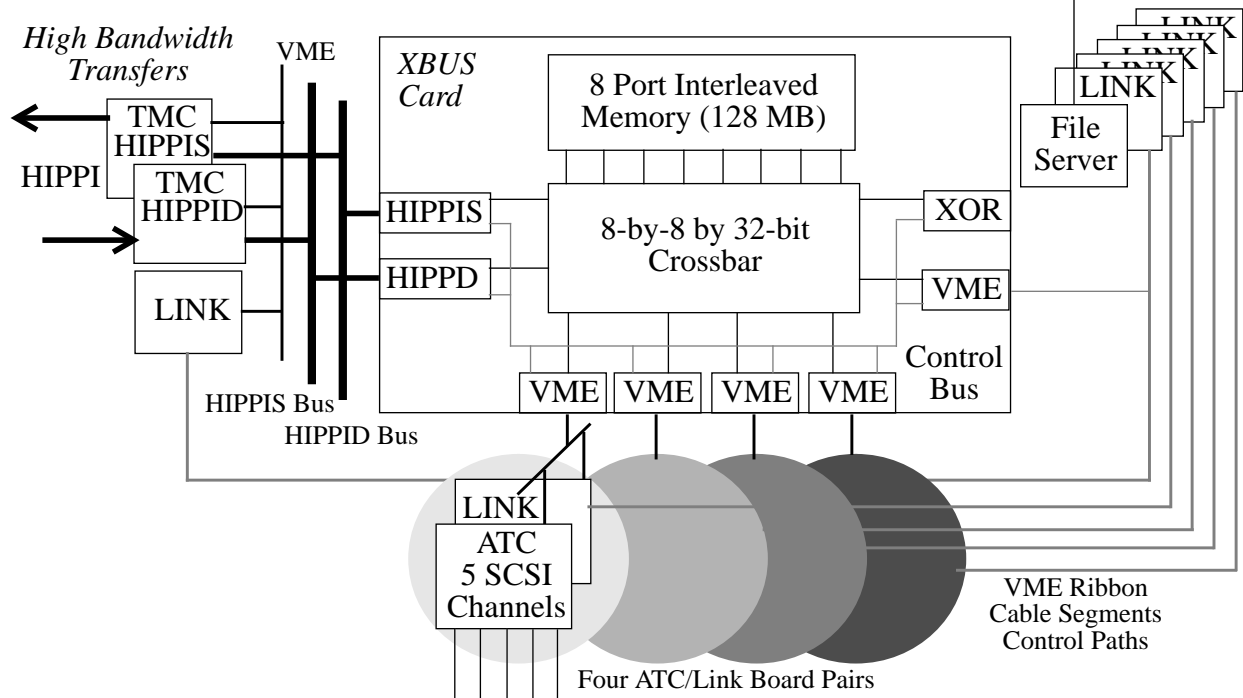 High Bandwidth
Transfers
VME
XBUS
Card
8 Port Interleaved
Memory (128 MB)
LINK
LINK
LINK
LINK
LINK
File
Server
TMC
HIPPIS
HIPPI
TMC
HIPPID
LINK
HIPPIS
HIPPD
8-by-8 by 32-bit
Crossbar
XOR
VME
Control
Bus
VME
VME
VME
VME
HIPPIS Bus
HIPPID Bus
LINK
ATC
5 SCSI
Channels
VME Ribbon
Cable Segments
Control Paths
Four ATC/Link Board Pairs